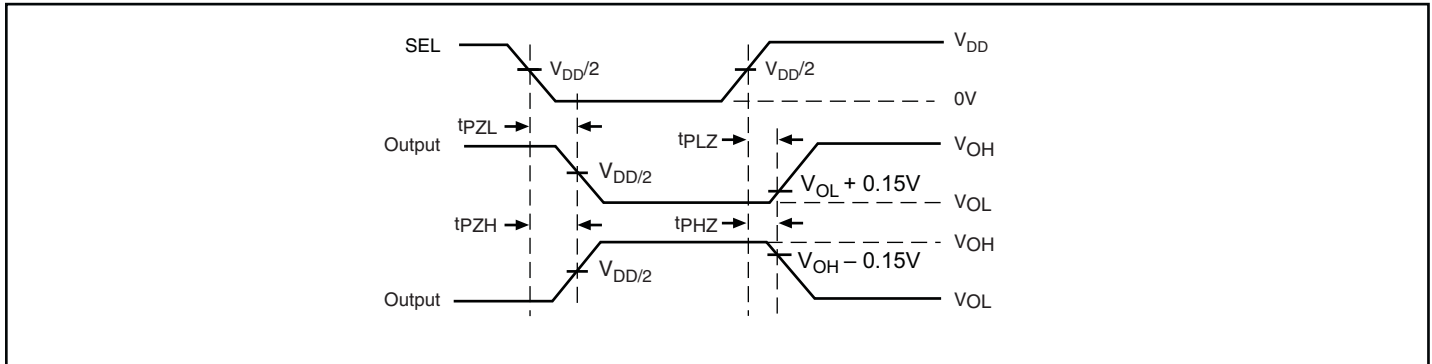 SEL
V_DD/2
V_DD/2
V_DD
0V
tPZL
tPLZ
Output
V_DD/2
V_OH
V_OL + 0.15V
V_OL
tPZH
tPHZ
V_OH
V_DD/2
V_OH – 0.15V
Output
V_OL